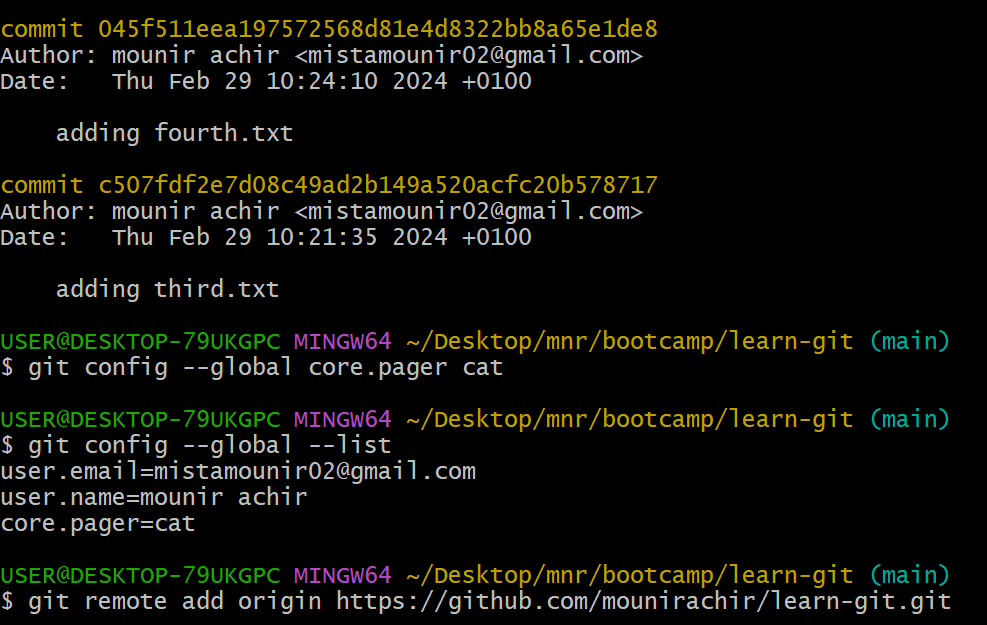 commit 045f511eea197572568d81e4d8322bb8a65e1de8
Author: mounir achir <mistamounir02@gmail.com>
Date:   Thu Feb 29 10:24:10 2024 +0100
    adding fourth.txt
commit c507fdf2e7d08c49ad2b149a520acfc20b578717
Author: mounir achir <mistamounir02@gmail.com>
Date:   Thu Feb 29 10:21:35 2024 +0100
    adding third.txt
USER@DESKTOP-79UKGPC MINGW64 ~/Desktop/mnr/bootcamp/learn-git (main)
$ git config --global core.pager cat
USER@DESKTOP-79UKGPC MINGW64 ~/Desktop/mnr/bootcamp/learn-git (main)
$ git config --global --list
user.email=mistamounir02@gmail.com
user.name=mounir achir
core.pager=cat
USER@DESKTOP-79UKGPC MINGW64 ~/Desktop/mnr/bootcamp/learn-git (main)
$ git remote add origin https://github.com/mounirachir/learn-git.git